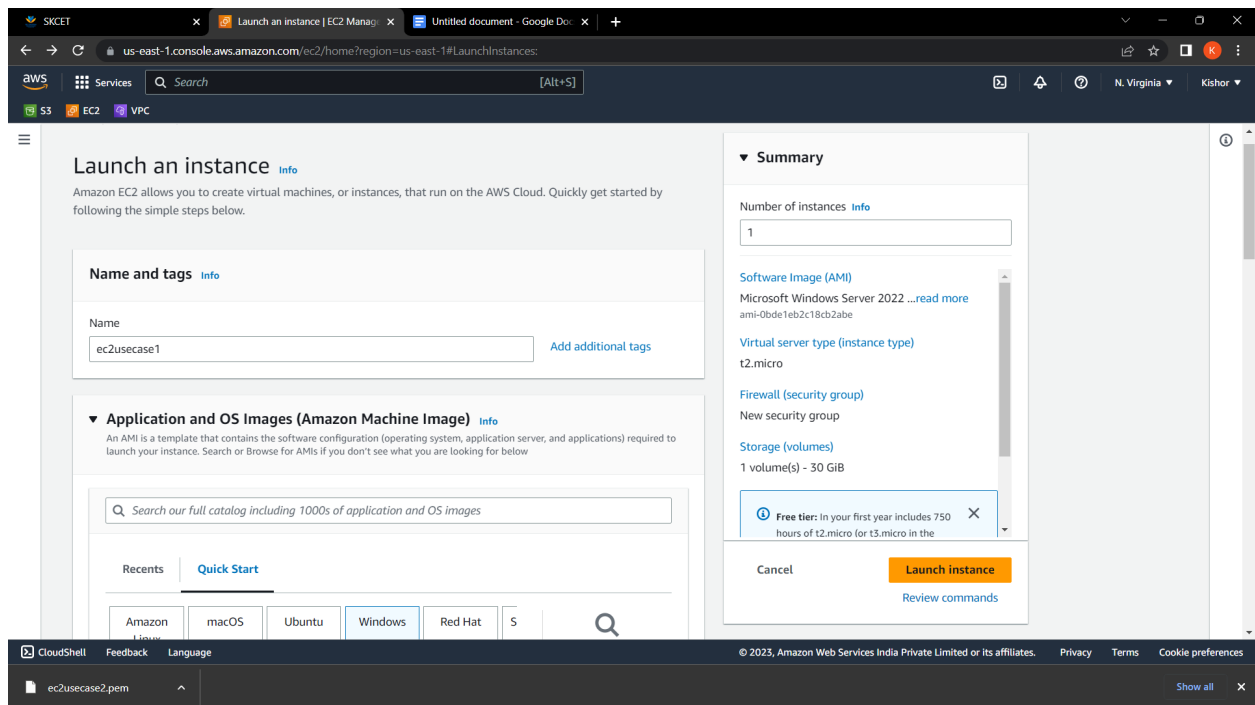 SKCET
Launch an instance | EC2 Manag
Untitled document - Google Doc
us-east-1.console.aws.amazon.com/ec2/home?region=us-east-1#LaunchInstances:
K
aws
Services
Search
[Alt+S]
N. Virginia
Kishor
S3
EC2
VPC
Launch an instance Info
Amazon EC2 allows you to create virtual machines, or instances, that run on the AWS Cloud. Quickly get started by
following the simple steps below.
Name and tags Info
Name
ec2usecase1
Add additional tags
Application and OS Images (Amazon Machine Image) Info
An AMI is a template that contains the software configuration (operating system, application server, and applications) required to
launch your instance. Search or Browse for AMIs if you don't see what you are looking for below
Search our full catalog including 1000s of application and OS images
Recents
Quick Start
Amazon
Linux
macOS
Ubuntu
Windows
Red Hat
S
Summary
Number of instances Info
1
Software Image (AMI)
Microsoft Windows Server 2022 ...read more
ami-0bde1eb2c18cb2abe
Virtual server type (instance type)
t2.micro
Firewall (security group)
New security group
Storage (volumes)
1 volume(s) - 30 GiB
Free tier: In your first year includes 750
hours of t2.micro (or t3.micro in the
Cancel
Launch instance
Review commands
CloudShell
Feedback
Language
© 2023, Amazon Web Services India Private Limited or its affiliates.
Privacy
Terms
Cookie preferences
ec2usecase2.pem
Show all